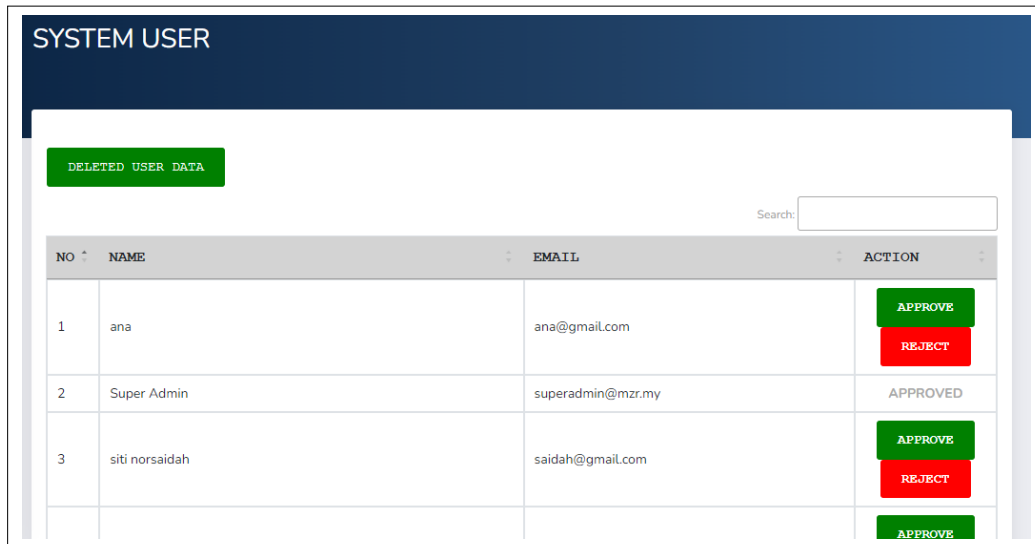 SYSTEM USER
DELETED USER DATA
Search:
NO NAME EMAIL ACTION
1 ana ana@gmail.com APPROVE
REJECT
2 Super Admin superadmin@mzr.my APPROVED
3 siti norsaidah saidah@gmail.com APPROVE
REJECT
APPROVE